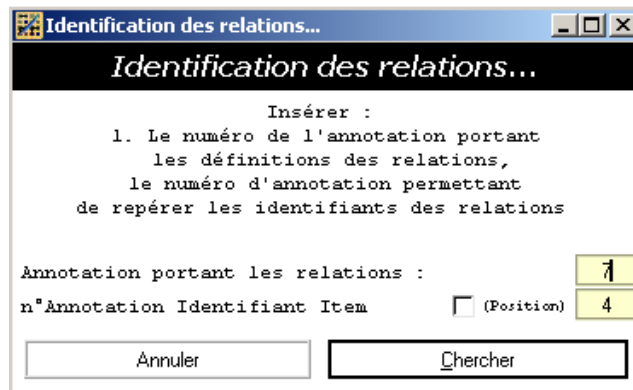 Identification des relations...
Identification des relations...
Insérer :
1. Le numéro de l'annotation portant
les définitions des relations,
le numéro d'annotation permettant
de repérer les identifiants des relations
Annotation portant les relations : 7
n°Annotation Identifiant Item (Position) 4
Annuler Chercher